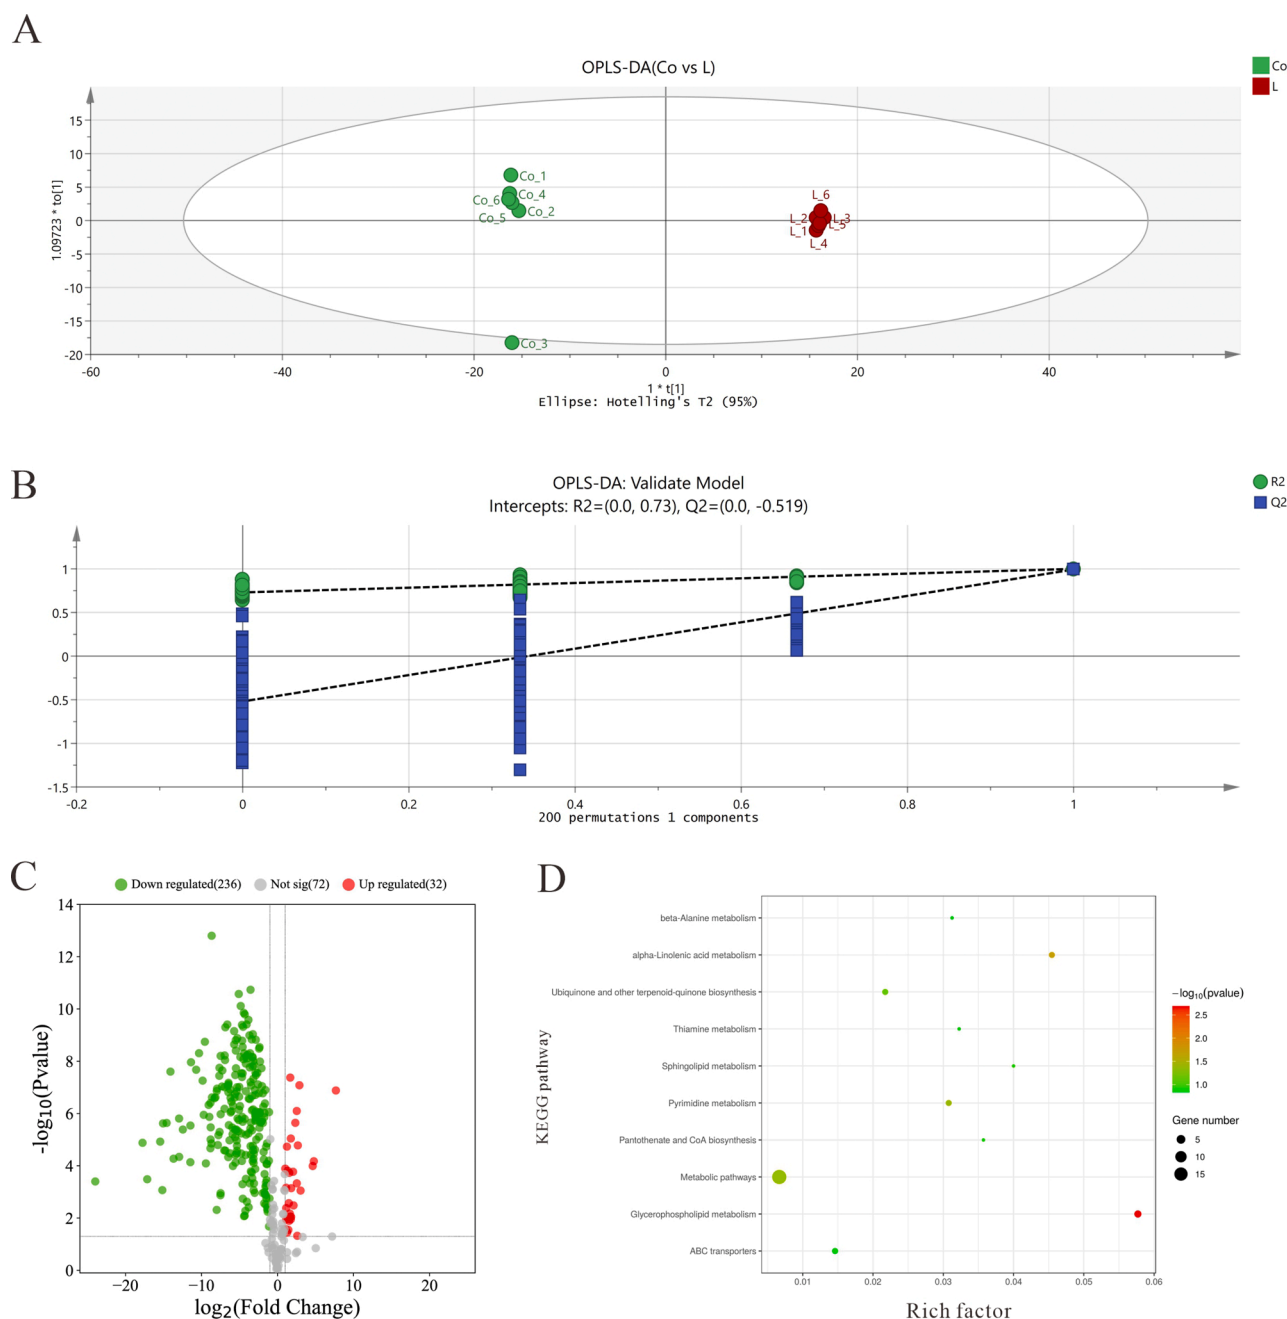 A
OPLS-DA(Co vs L)
Co
L
1.09723 * to[1]
15
10
5
0
-5
-10
-15
-20
Co_1
Co_4
Co_6
Co_2
Co_5
Co_3
L_6
L_2
L_3
L_5
L_1
L_4
-60
-40
-20
0
20
40
1 * t[1]
Ellipse: Hotelling's T2 (95%)
B
OPLS-DA: Validate Model
Intercepts: R2=(0.0, 0.73), Q2=(0.0, -0.519)
R2
Q2
1
0.5
0
-0.5
-1
-1.5
-0.2
0
0.2
0.4
0.6
0.8
1
200 permutations 1 components
C
Down regulated(236)
Not sig(72)
Up regulated(32)
-log10(Pvalue)
14
12
10
8
6
4
2
0
−20
−10
0
10
20
log2(Fold Change)
D
KEGG pathway
beta-Alanine metabolism
alpha-Linolenic acid metabolism
Ubiquinone and other terpenoid-quinone biosynthesis
Thiamine metabolism
Sphingolipid metabolism
Pyrimidine metabolism
Pantothenate and CoA biosynthesis
Metabolic pathways
Glycerophospholipid metabolism
ABC transporters
0.01
0.02
0.03
0.04
0.05
0.06
Rich factor
−log10(pvalue)
2.5
2.0
1.5
1.0
Gene number
5
10
15